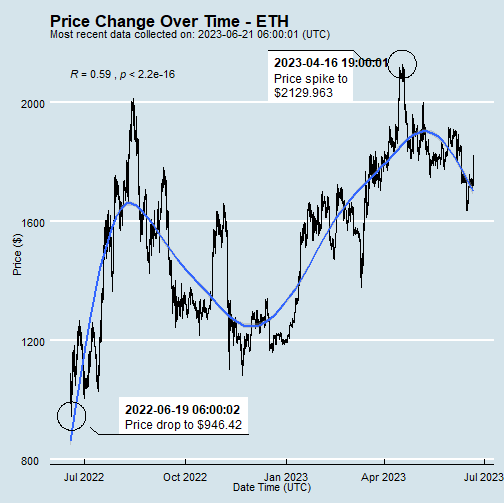 Price Change Over Time - ETH
Most recent data collected on: 2023-06-21 06:00:01 (UTC)
2023-04-16 19:00:01
Price spike to
$2129.963
R = 0.59 , p < 2.2e-16
2000
1600
1200
800
Price ($)
2022-06-19 06:00:02
Price drop to $946.42
Jul 2022
Oct 2022
Jan 2023
Apr 2023
Jul 2023
Date Time (UTC)